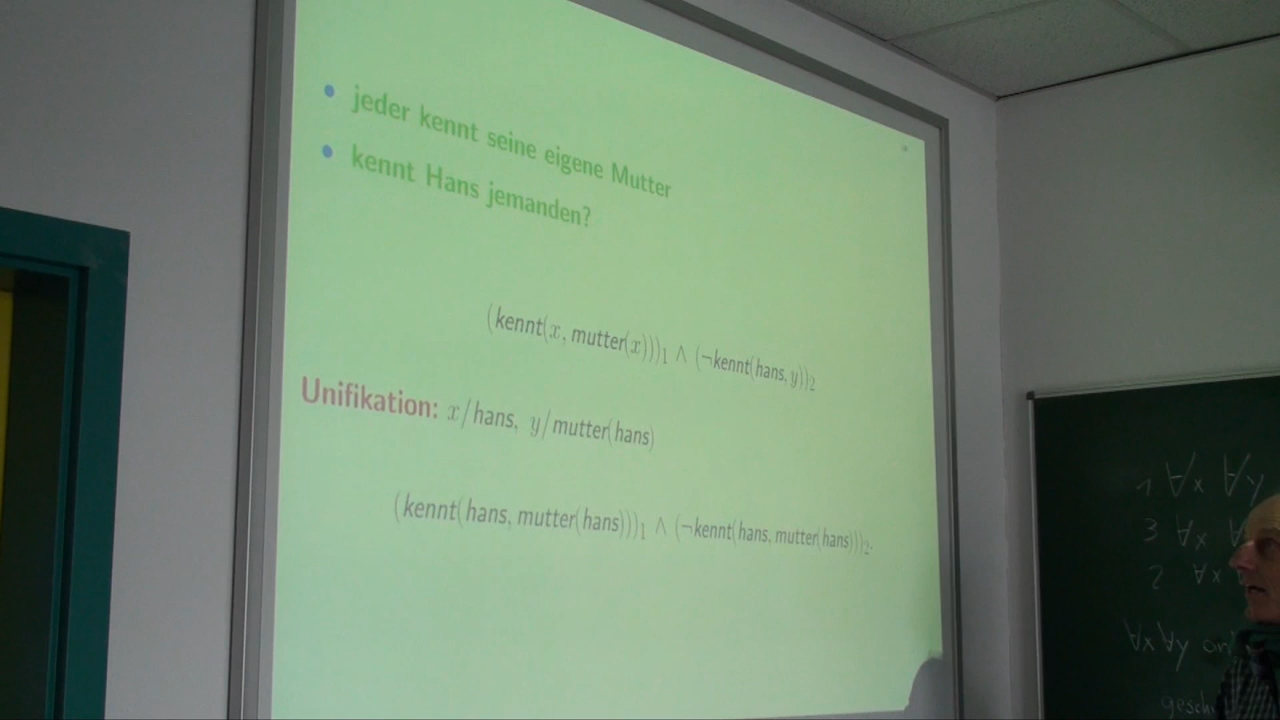 • jeder kennt seine eigene Mutter
• kennt Hans jemanden?
(kennt(x, mutter(x)))₁ ∧ (¬kennt(hans, y))₂
Unifikation: x/hans, y/mutter(hans)
(kennt(hans, mutter(hans)))₁ ∧ (¬kennt(hans, mutter(hans)))₂.
1 ∀x ∀y
3 ∀x
2 ∀x
∀x ∀y